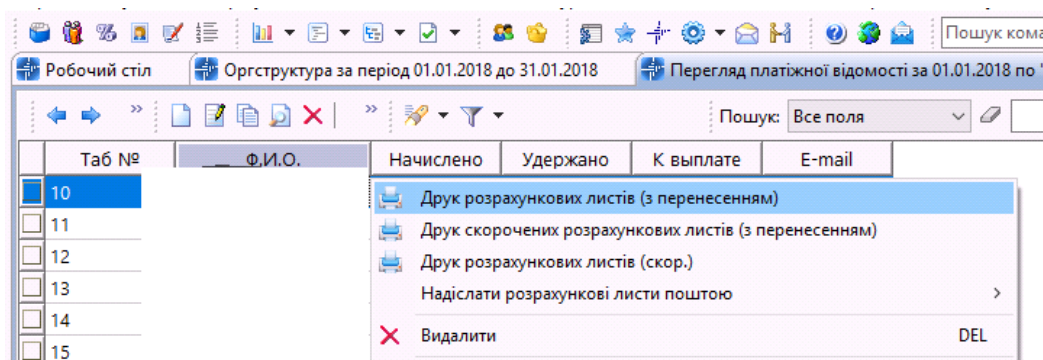 Пошук кома
Робочий стіл Оргструктура за період 01.01.2018 до 31.01.2018 Перегляд платіжної відомості за 01.01.2018 по
Пошук: Все поля
Таб № Ф.И.О. Начислено Удержано К выплате E-mail
10 Друк розрахункових листів (з перенесенням)
11 Друк скорочених розрахункових листів (з перенесенням)
12 Друк розрахункових листів (скор.)
13 Надіслати розрахункові листи поштою
14 Видалити DEL
15